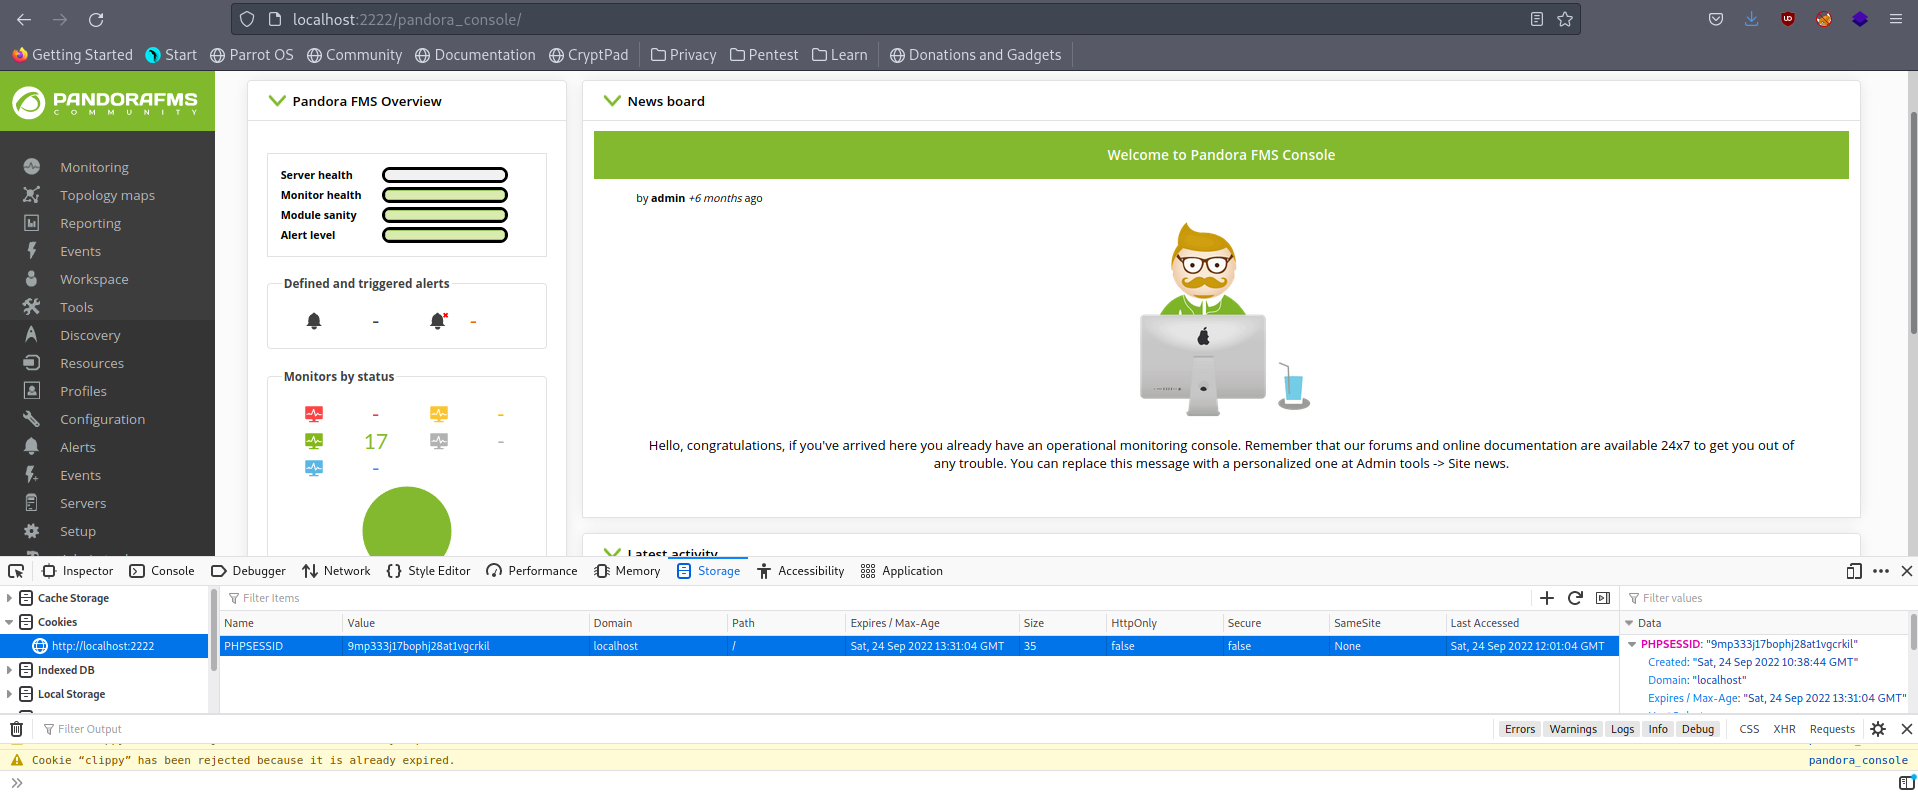 localhost:2222/pandora_console/
Getting Started Start Parrot OS Community Documentation CryptPad Privacy Pentest Learn Donations and Gadgets
PANDORAFMS
COMMUNITY
Monitoring
Topology maps
Reporting
Events
Workspace
Tools
Discovery
Resources
Profiles
Configuration
Alerts
Events
Servers
Setup
Pandora FMS Overview
Server health
Monitor health
Module sanity
Alert level
Defined and triggered alerts
- -
Monitors by status
- -
17 -
-
News board
Welcome to Pandora FMS Console
by admin +6 months ago
Hello, congratulations, if you've arrived here you already have an operational monitoring console. Remember that our forums and online documentation are available 24x7 to get you out of
any trouble. You can replace this message with a personalized one at Admin tools -> Site news.
Latest activity
Inspector Console Debugger Network Style Editor Performance Memory Storage Accessibility Application
Cache Storage
Cookies
http://localhost:2222
Indexed DB
Local Storage
Filter Items
Name Value Domain Path Expires / Max-Age Size HttpOnly Secure SameSite Last Accessed
PHPSESSID 9mp333j17bophj28at1vgcrkil localhost / Sat, 24 Sep 2022 13:31:04 GMT 35 false false None Sat, 24 Sep 2022 12:01:04 GMT
Filter values
Data
PHPSESSID: "9mp333j17bophj28at1vgcrkil"
Created: "Sat, 24 Sep 2022 10:38:44 GMT"
Domain: "localhost"
Expires / Max-Age: "Sat, 24 Sep 2022 13:31:04 GMT"
Filter Output
Errors Warnings Logs Info Debug CSS XHR Requests
Cookie “clippy” has been rejected because it is already expired. pandora_console